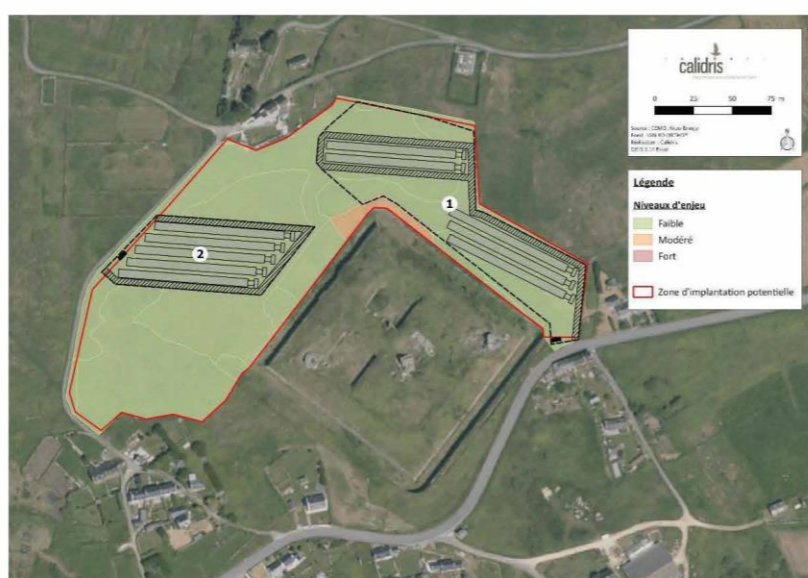 calidris
0 25 50 75 m
Légende
Niveaux d'enjeu
Faible
Modéré
Fort
Zone d'implantation potentielle
1
2